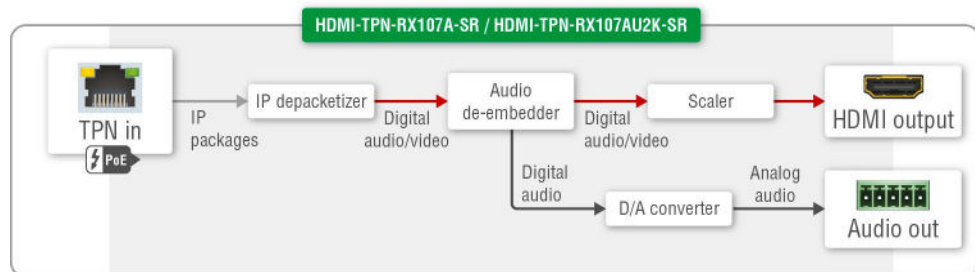 HDMI-TPN-RX107A-SR / HDMI-TPN-RX107AU2K-SR
TPN in
PoE
IP
packages
IP depacketizer
Digital
audio/video
Audio
de-embedder
Digital
audio/video
Scaler
HDMI output
Digital
audio
D/A converter
Analog
audio
Audio out